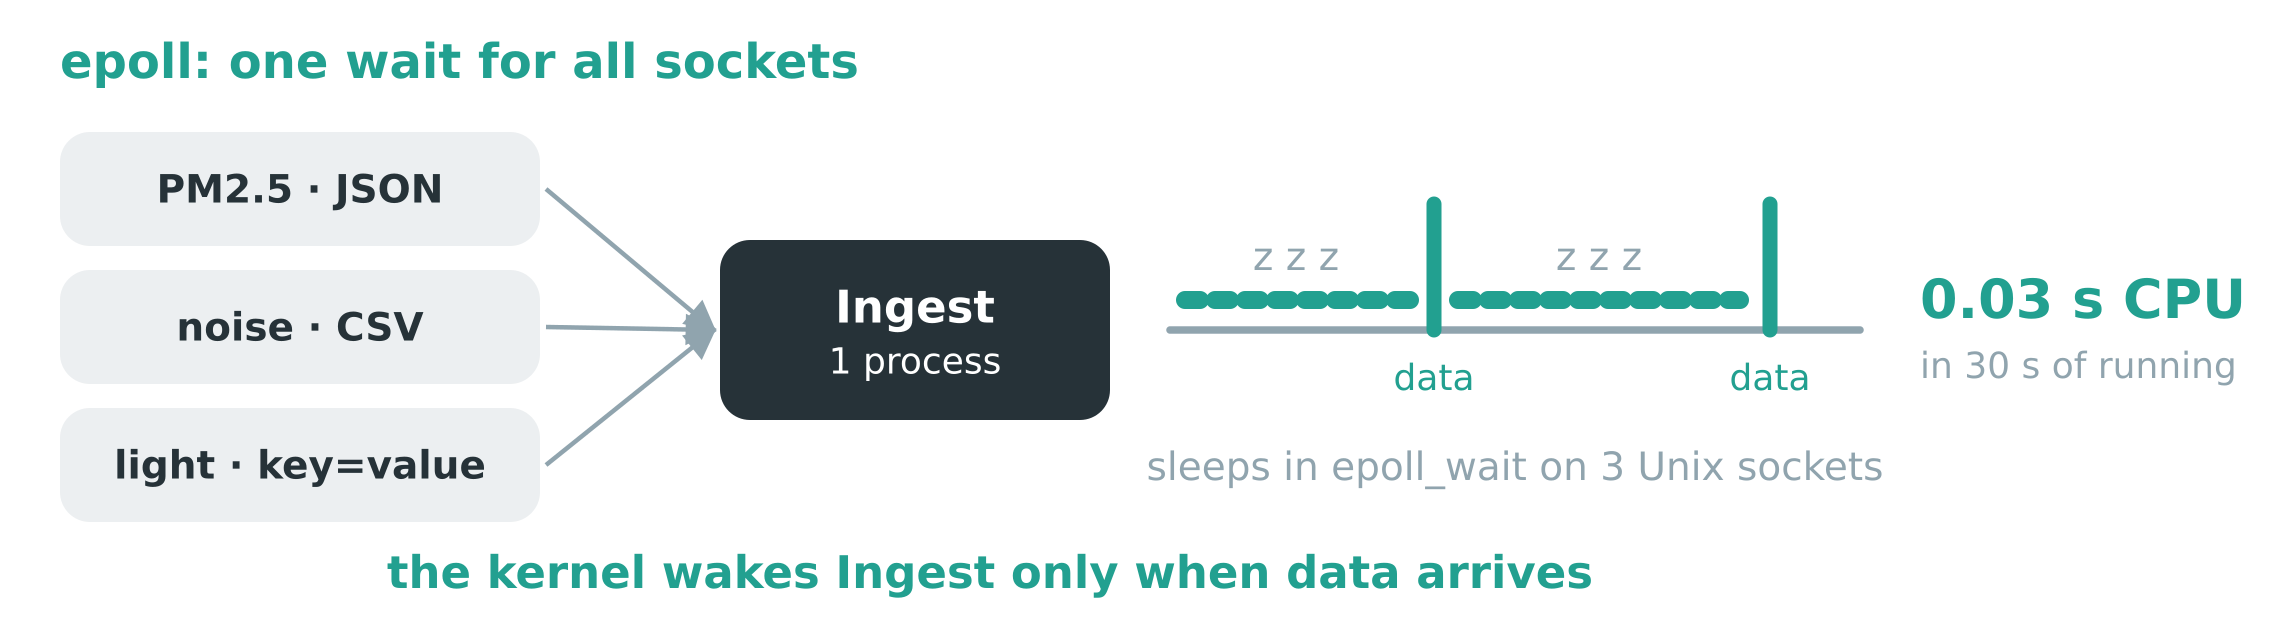 epoll: one wait for all sockets
PM2.5 · JSON
noise · CSV
light · key=value
Ingest
1 process
z z z
z z z
data
data
sleeps in epoll_wait on 3 Unix sockets
0.03 s CPU
in 30 s of running
the kernel wakes Ingest only when data arrives